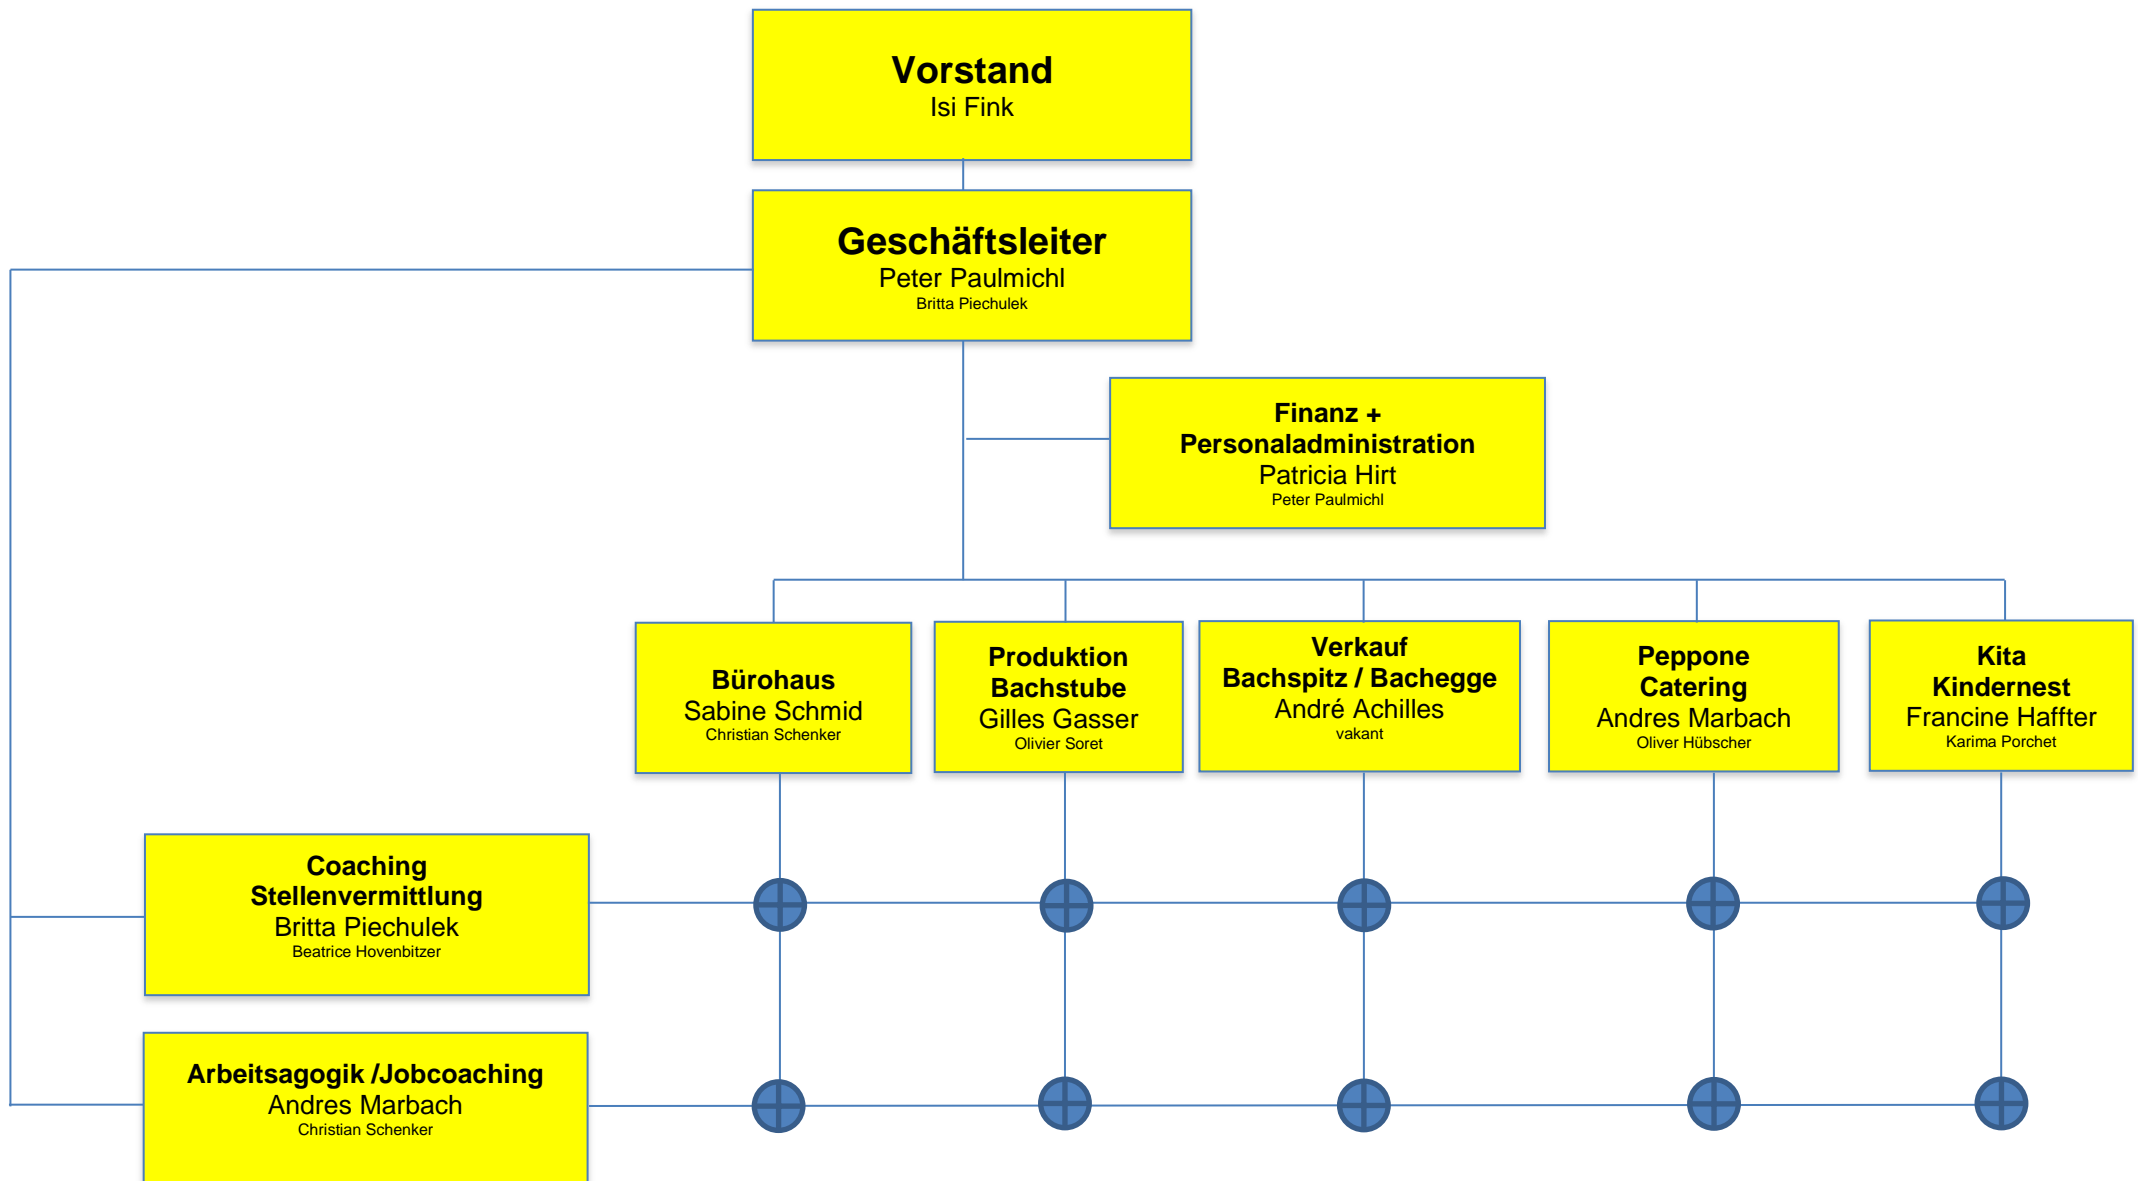 Vorstand
Isi Fink
Geschäftsleiter
Peter Paulmichl
Britta Piechulek
Finanz +
Personaladministration
Patricia Hirt
Peter Paulmichl
Bürohaus
Sabine Schmid
Christian Schenker
Produktion
Bachstube
Gilles Gasser
Olivier Soret
Verkauf
Bachspitz / Bachegge
André Achilles
vakant
Peppone
Catering
Andres Marbach
Oliver Hübscher
Kita
Kindernest
Francine Haffter
Karima Porchet
Coaching
Stellenvermittlung
Britta Piechulek
Beatrice Hovenbitzer
Arbeitsagogik /Jobcoaching
Andres Marbach
Christian Schenker